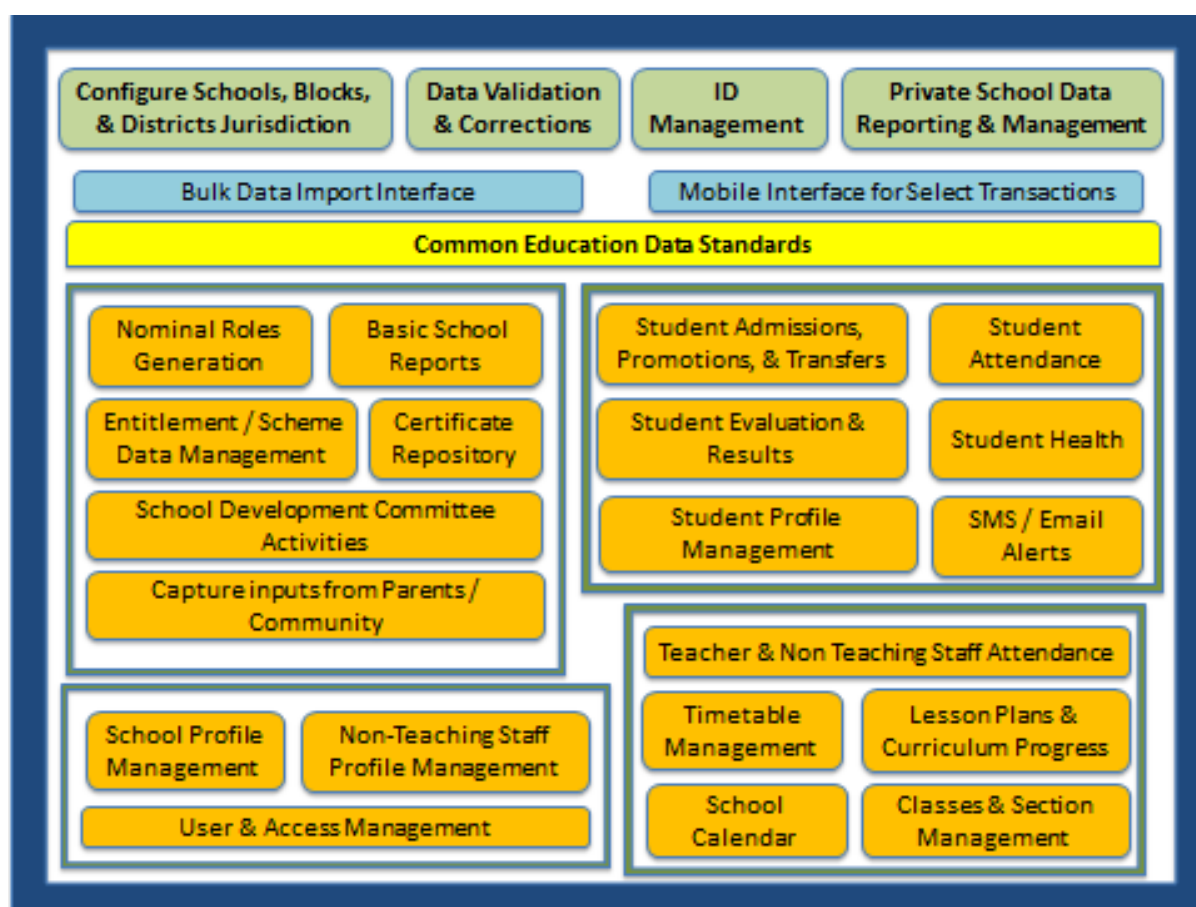 Configure Schools, Blocks,
& Districts Jurisdiction
Data Validation
& Corrections
ID
Management
Private School Data
Reporting & Management
Bulk Data Import Interface
Mobile Interface for Select Transactions
Common Education Data Standards
Nominal Roles
Generation
Basic School
Reports
Entitlement / Scheme
Data Management
Certificate
Repository
School Development Committee
Activities
Capture inputs from Parents /
Community
Student Admissions,
Promotions, & Transfers
Student
Attendance
Student Evaluation &
Results
Student Health
Student Profile
Management
SMS / Email
Alerts
School Profile
Management
Non-Teaching Staff
Profile Management
User & Access Management
Teacher & Non Teaching Staff Attendance
Timetable
Management
Lesson Plans &
Curriculum Progress
School
Calendar
Classes & Section
Management